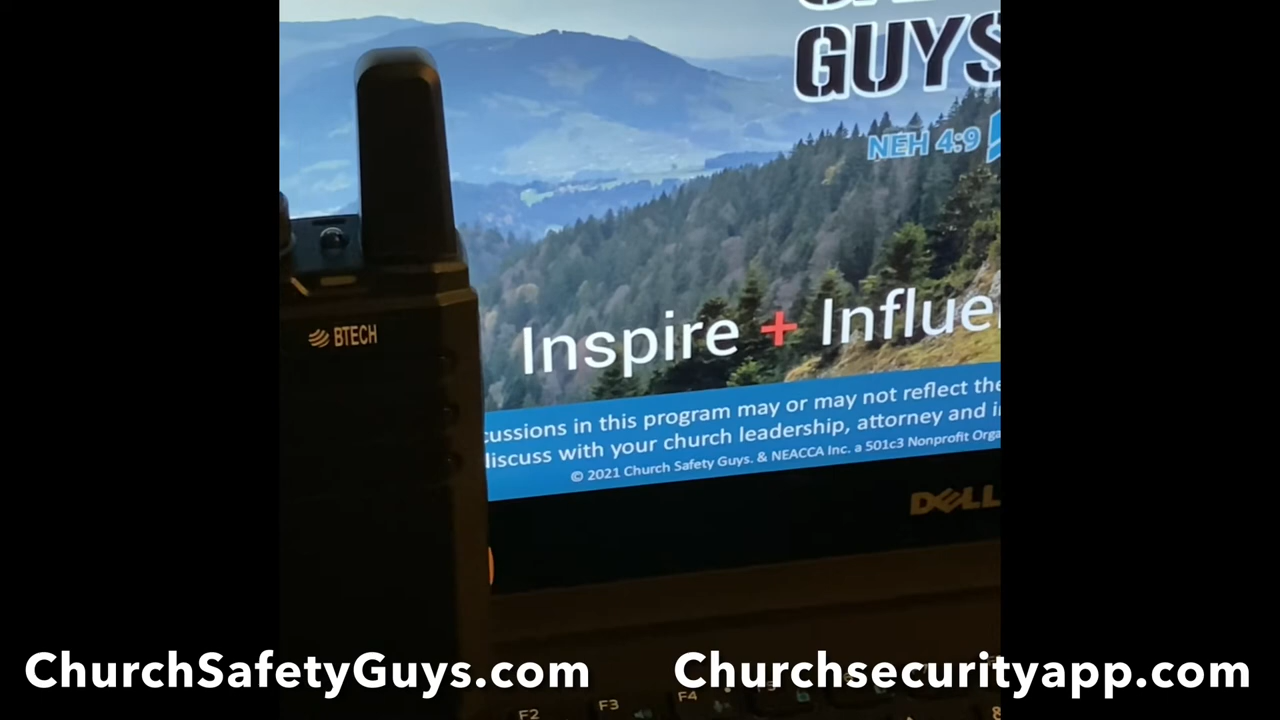 GUYS
NEH 4:9
BTECH
Inspire + Influe
cussions in this program may or may not reflect the
discuss with your church leadership, attorney and i
© 2021 Church Safety Guys. & NEACCA Inc. a 501c3 Nonprofit Orga
DELL
ChurchSafetyGuys.com
Churchsecurityapp.com
F2 F3 F4
8